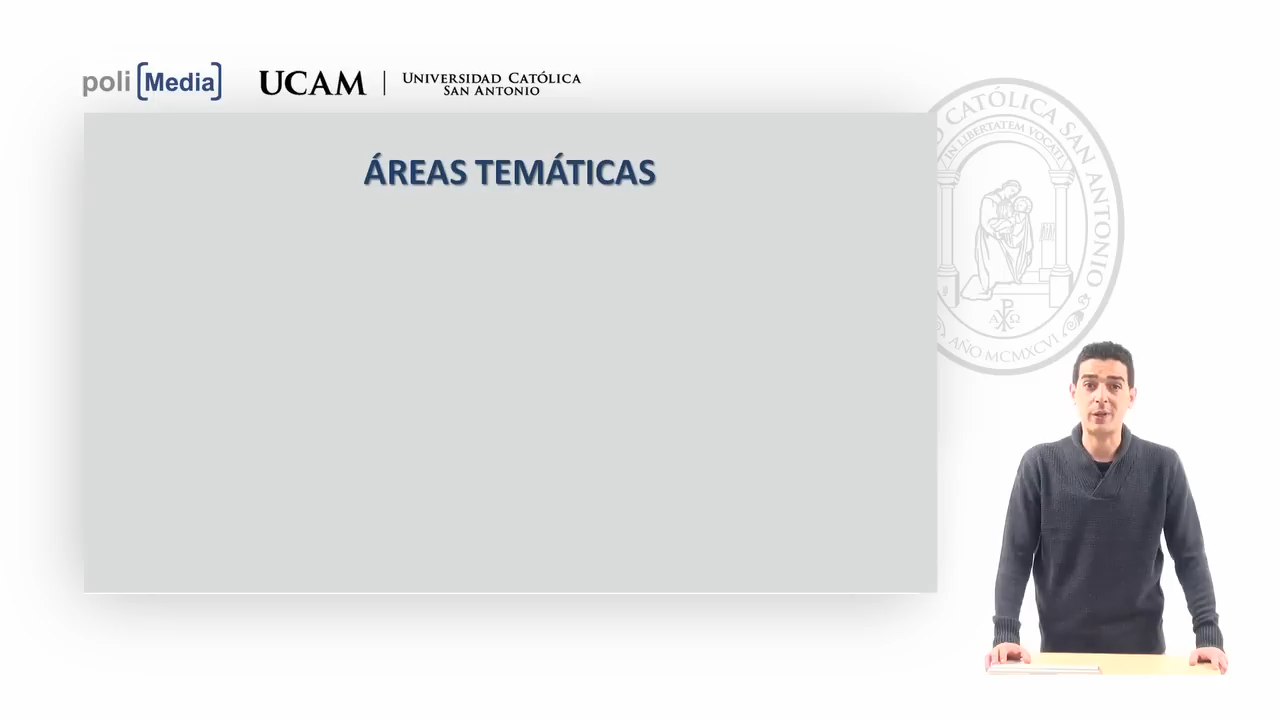 poli [Media]
UCAM | UNIVERSIDAD CATÓLICA
SAN ANTONIO
ÁREAS TEMÁTICAS
CATÓLICA SAN ANTONIO
IN LIBERTATEM VOCATI
AÑO MCMXCVI